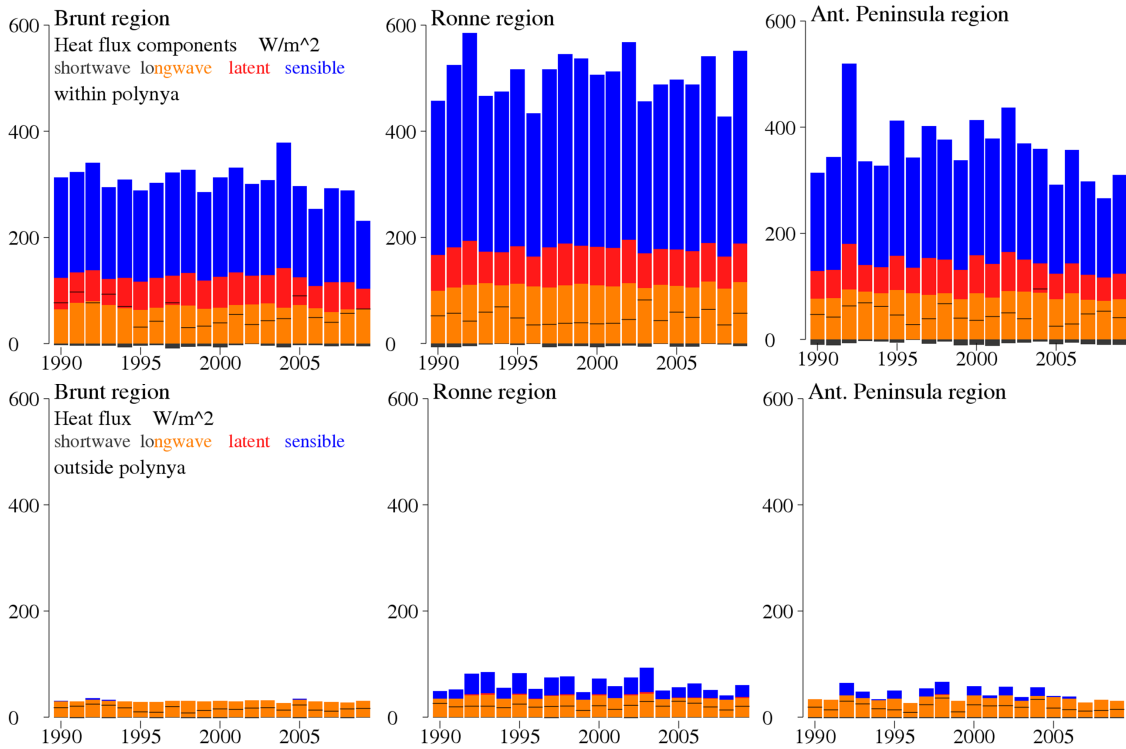 Brunt region
Heat flux components W/m^2
shortwave longwave latent sensible
within polynya
600
400
200
0
1990 1995 2000 2005
Ronne region
600
400
200
0
1990 1995 2000 2005
Ant. Peninsula region
600
400
200
0
1990 1995 2000 2005
Brunt region
Heat flux W/m^2
shortwave longwave latent sensible
outside polynya
600
400
200
0
1990 1995 2000 2005
Ronne region
600
400
200
0
1990 1995 2000 2005
Ant. Peninsula region
600
400
200
0
1990 1995 2000 2005